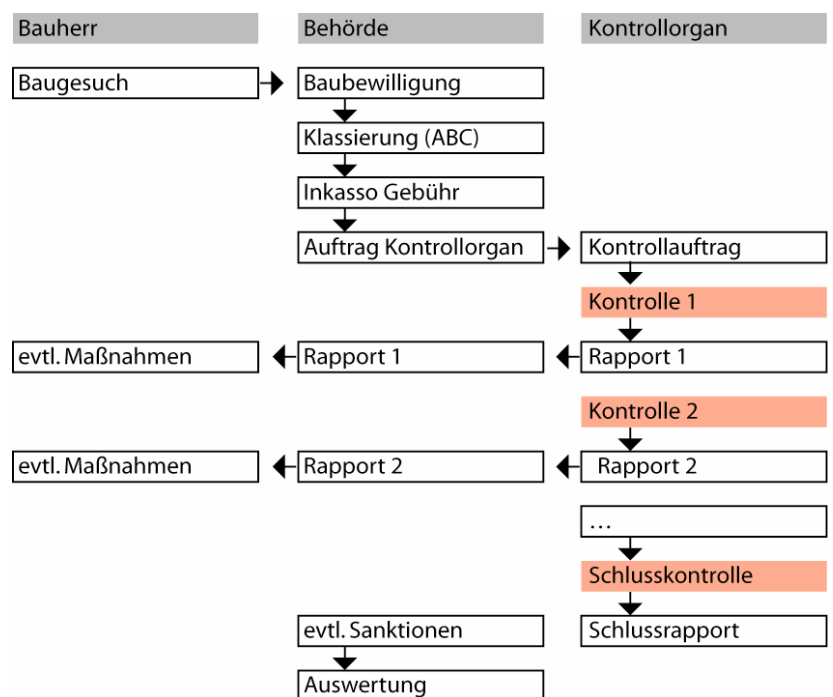 Bauherr Behörde Kontrollorgan
Baugesuch Baubewilligung
Klassierung (ABC)
Inkasso Gebühr
Auftrag Kontrollorgan Kontrollauftrag
Kontrolle 1
evtl. Maßnahmen Rapport 1 Rapport 1
Kontrolle 2
evtl. Maßnahmen Rapport 2 Rapport 2
…
Schlusskontrolle
evtl. Sanktionen Schlussrapport
Auswertung